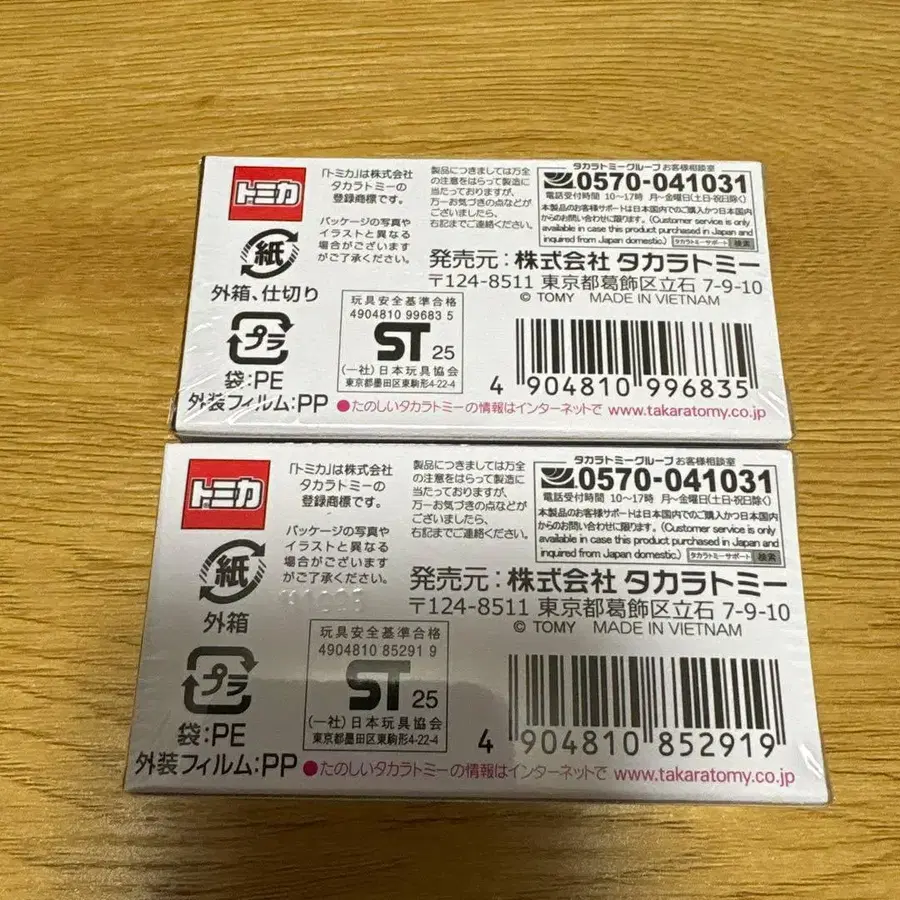 トミカ
「トミカ」は株式会社
タカラトミーの
登録商標です。
パッケージの写真や
イラストと異なる
場合がございます
がご了承ください。
製品につきましては万全
の注意をはらって製造に
当たっておりますが、
万一お気づきの点などが
ございましたら、
右記までご連絡ください。
タカラトミーグループ お客様相談室
0570-041031
電話受付時間 10〜17時 月〜金曜日(土日・祝日除く)
本製品のお客様サポートは日本国内でのご購入かつ日本国内
からのお問い合わせに限ります。(Customer service is only
available in case this product purchased in Japan and
inquired from Japan domestic.) タカラトミーサポート 検索
紙
外箱、仕切り
発売元:株式会社 タカラトミー
〒124-8511 東京都葛飾区立石 7-9-10
© TOMY MADE IN VIETNAM
プラ
袋:PE
外装フィルム:PP
玩具安全基準合格
4904810 99683 5
ST 25
(一社)日本玩具協会
東京都墨田区東駒形4-22-4
4 904810 996835
●たのしいタカラトミーの情報はインターネットで www.takaratomy.co.jp
トミカ
「トミカ」は株式会社
タカラトミーの
登録商標です。
パッケージの写真や
イラストと異なる
場合がございます
がご了承ください。
製品につきましては万全
の注意をはらって製造に
当たっておりますが、
万一お気づきの点などが
ございましたら、
右記までご連絡ください。
タカラトミーグループ お客様相談室
0570-041031
電話受付時間 10〜17時 月〜金曜日(土日・祝日除く)
本製品のお客様サポートは日本国内でのご購入かつ日本国内
からのお問い合わせに限ります。(Customer service is only
available in case this product purchased in Japan and
inquired from Japan domestic.) タカラトミーサポート 検索
紙
外箱
発売元:株式会社 タカラトミー
〒124-8511 東京都葛飾区立石 7-9-10
© TOMY MADE IN VIETNAM
プラ
袋:PE
外装フィルム:PP
玩具安全基準合格
4904810 85291 9
ST 25
(一社)日本玩具協会
東京都墨田区東駒形4-22-4
4 904810 852919
●たのしいタカラトミーの情報はインターネットで www.takaratomy.co.jp